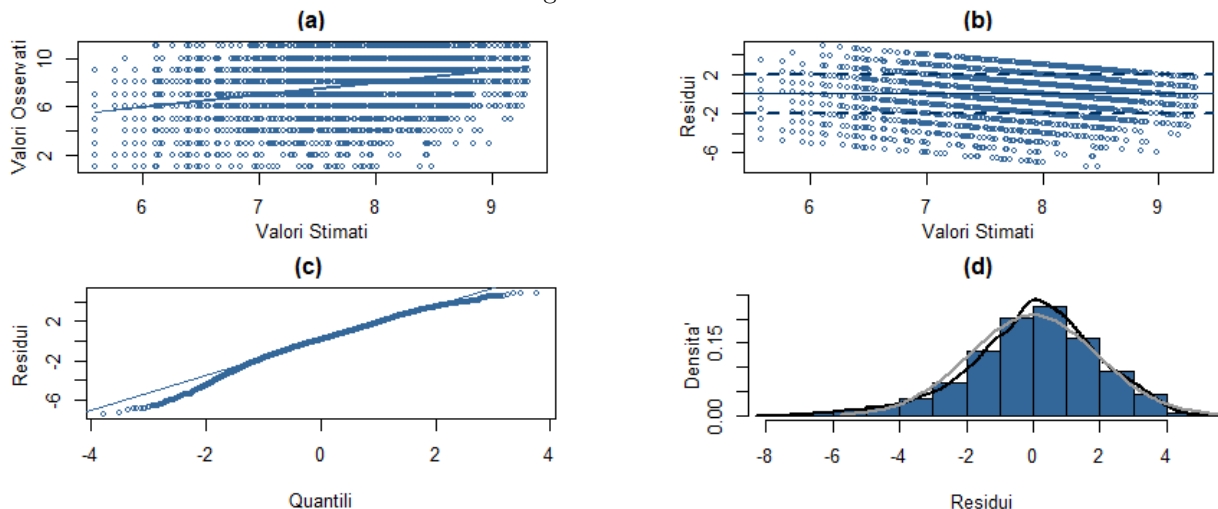 (a)
Valori Osservati
10
6
2
6 7 8 9
Valori Stimati
(b)
Residui
2
-2
-6
6 7 8 9
Valori Stimati
(c)
Residui
2
-2
-6
-4 -2 0 2 4
Quantili
(d)
Densita'
0.15
0.00
-8 -6 -4 -2 0 2 4
Residui